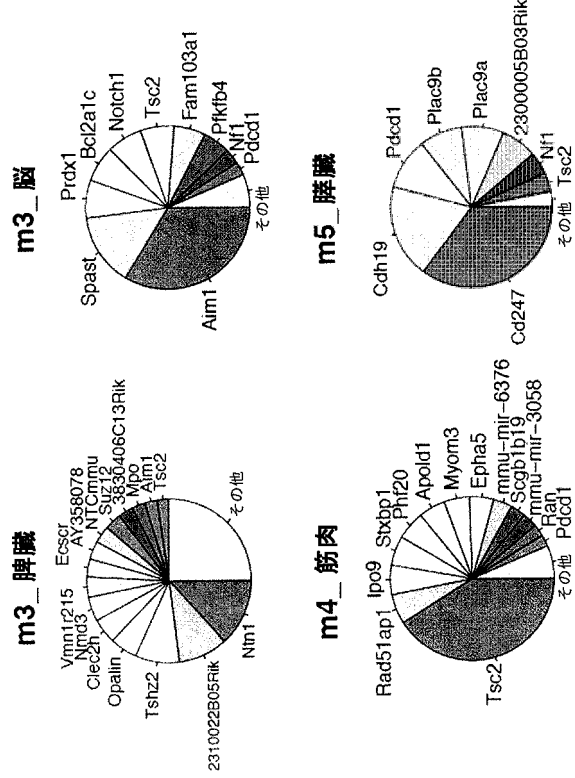 m3_脾臓
Ecscr
AY358078
NTCmmu
Suz12
3830406C13Rik
Mpo
Aim1
Tsc2
その他
Ntn1
2310022B05Rik
Tshz2
Opalin
Clec2h
Nmd3
Vmn1r215
m3_脳
Prdx1
Bcl2a1c
Notch1
Tsc2
Fam103a1
Pfkfb4
Nf1
Pdcd1
その他
Aim1
Spast
m4_筋肉
Rad51ap1
Ipo9
Stxbp1
Phf20
Apold1
Myom3
Epha5
mmu-mir-6376
Scgb1b19
mmu-mir-3058
Ran
Pdcd1
その他
Tsc2
m5_膵臓
Cdh19
Pdcd1
Plac9b
Plac9a
2300005B03Rik
Nf1
Tsc2
その他
Cd247